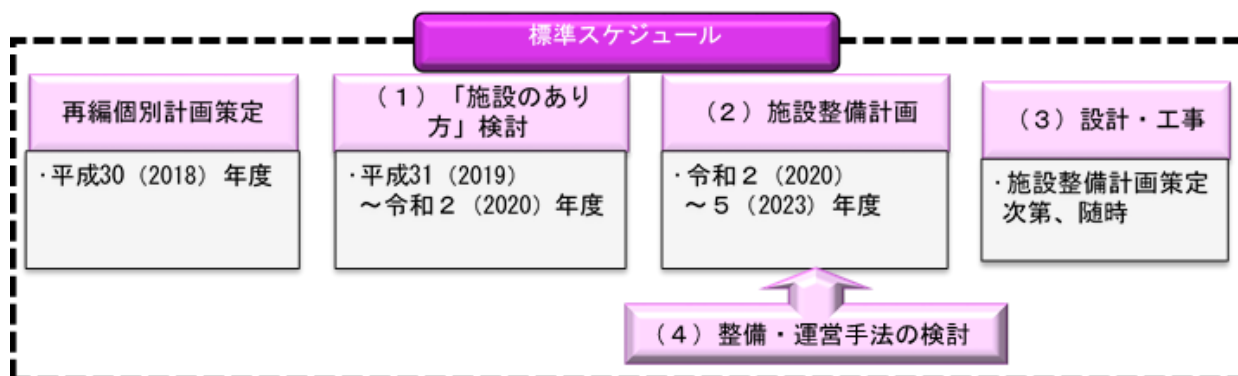 標準スケジュール
再編個別計画策定
・平成30（2018）年度
（１）「施設のあり
方」検討
・平成31（2019）
～令和２（2020）年度
（２）施設整備計画
・令和２（2020）
～５（2023）年度
（３）設計・工事
・施設整備計画策定
次第、随時
（４）整備・運営手法の検討